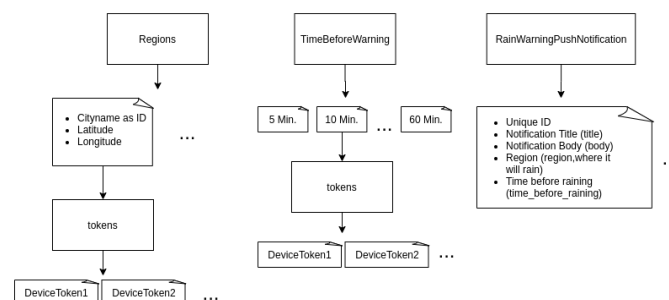 Regions
TimeBeforeWarning
RainWarningPushNotification
Cityname as ID
Latitude
Longitude
...
5 Min.
10 Min.
...
60 Min.
Unique ID
Notification Title (title)
Notification Body (body)
Region (region,where it
will rain)
Time before raining
(time_before_raining)
tokens
tokens
DeviceToken1
DeviceToken2
...
DeviceToken1
DeviceToken2
...